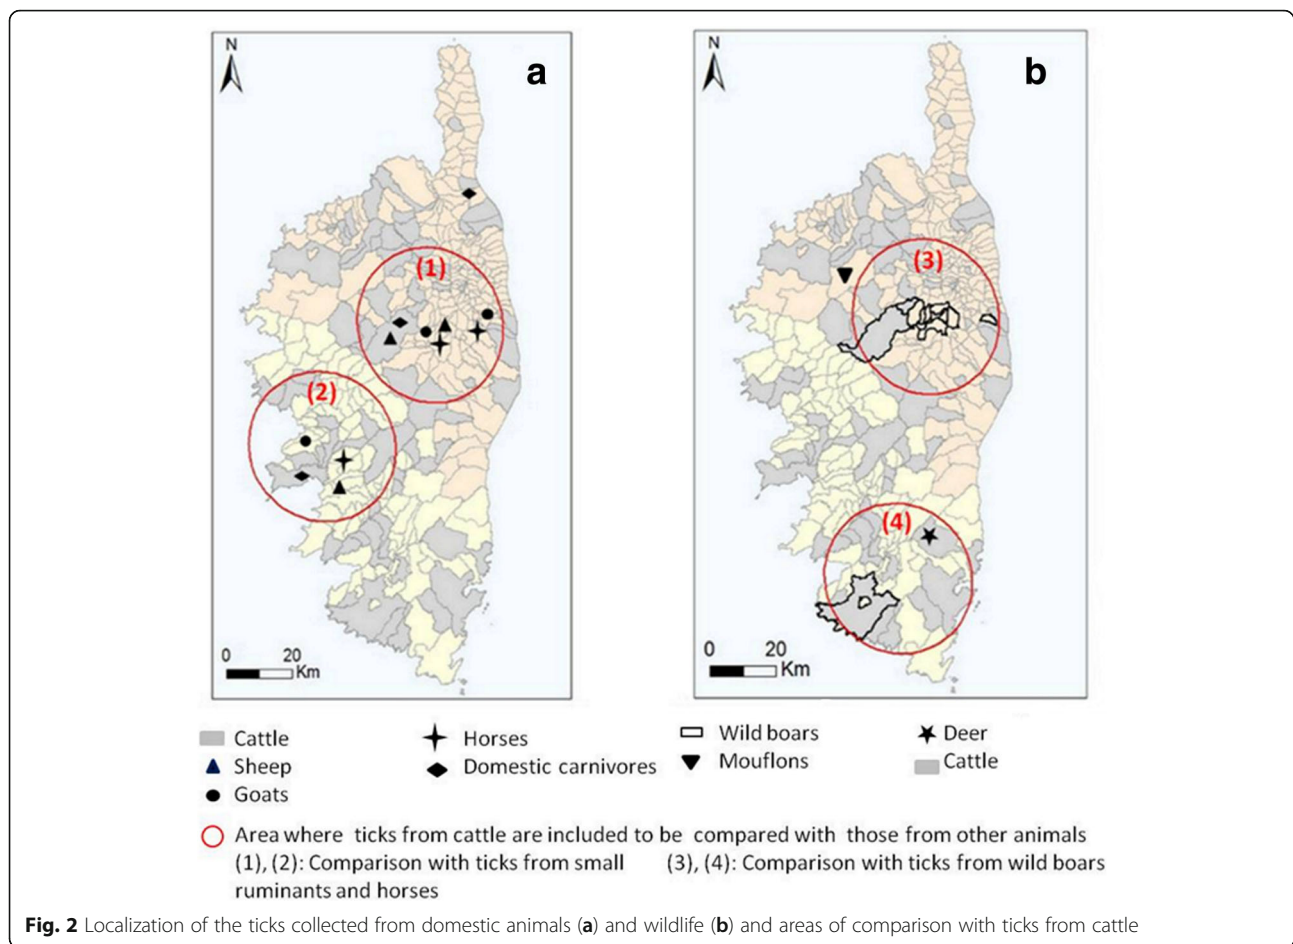 N
a
(1)
(2)
0 20
Km
N
b
(3)
(4)
0 20
Km
Cattle
Sheep
Goats
Horses
Domestic carnivores
Wild boars
Mouflons
Deer
Cattle
Area where ticks from cattle are included to be compared with those from other animals
(1), (2): Comparison with ticks from small
ruminants and horses
(3), (4): Comparison with ticks from wild boars
Fig. 2 Localization of the ticks collected from domestic animals (a) and wildlife (b) and areas of comparison with ticks from cattle